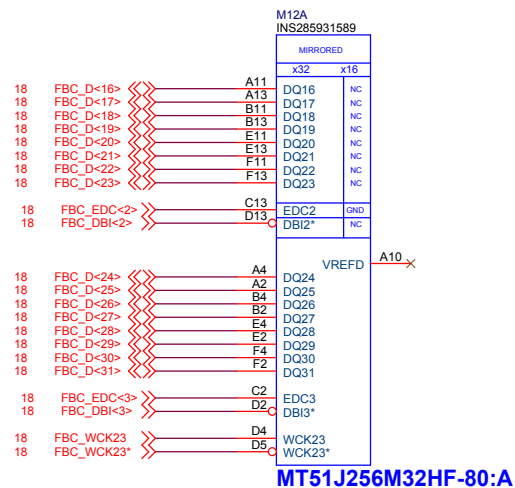 M12A
INS285931589
MIRRORED
x32 x16
18 FBC_D<16> A11 DQ16 NC
18 FBC_D<17> A13 DQ17 NC
18 FBC_D<18> B11 DQ18 NC
18 FBC_D<19> B13 DQ19 NC
18 FBC_D<20> E11 DQ20 NC
18 FBC_D<21> E13 DQ21 NC
18 FBC_D<22> F11 DQ22 NC
18 FBC_D<23> F13 DQ23 NC
18 FBC_EDC<2> C13 EDC2 GND
18 FBC_DBI<2> D13 DBI2* NC
VREFD A10
18 FBC_D<24> A4 DQ24
18 FBC_D<25> A2 DQ25
18 FBC_D<26> B4 DQ26
18 FBC_D<27> B2 DQ27
18 FBC_D<28> E4 DQ28
18 FBC_D<29> E2 DQ29
18 FBC_D<30> F4 DQ30
18 FBC_D<31> F2 DQ31
18 FBC_EDC<3> C2 EDC3
18 FBC_DBI<3> D2 DBI3*
18 FBC_WCK23 D4 WCK23
18 FBC_WCK23* D5 WCK23*
MT51J256M32HF-80:A